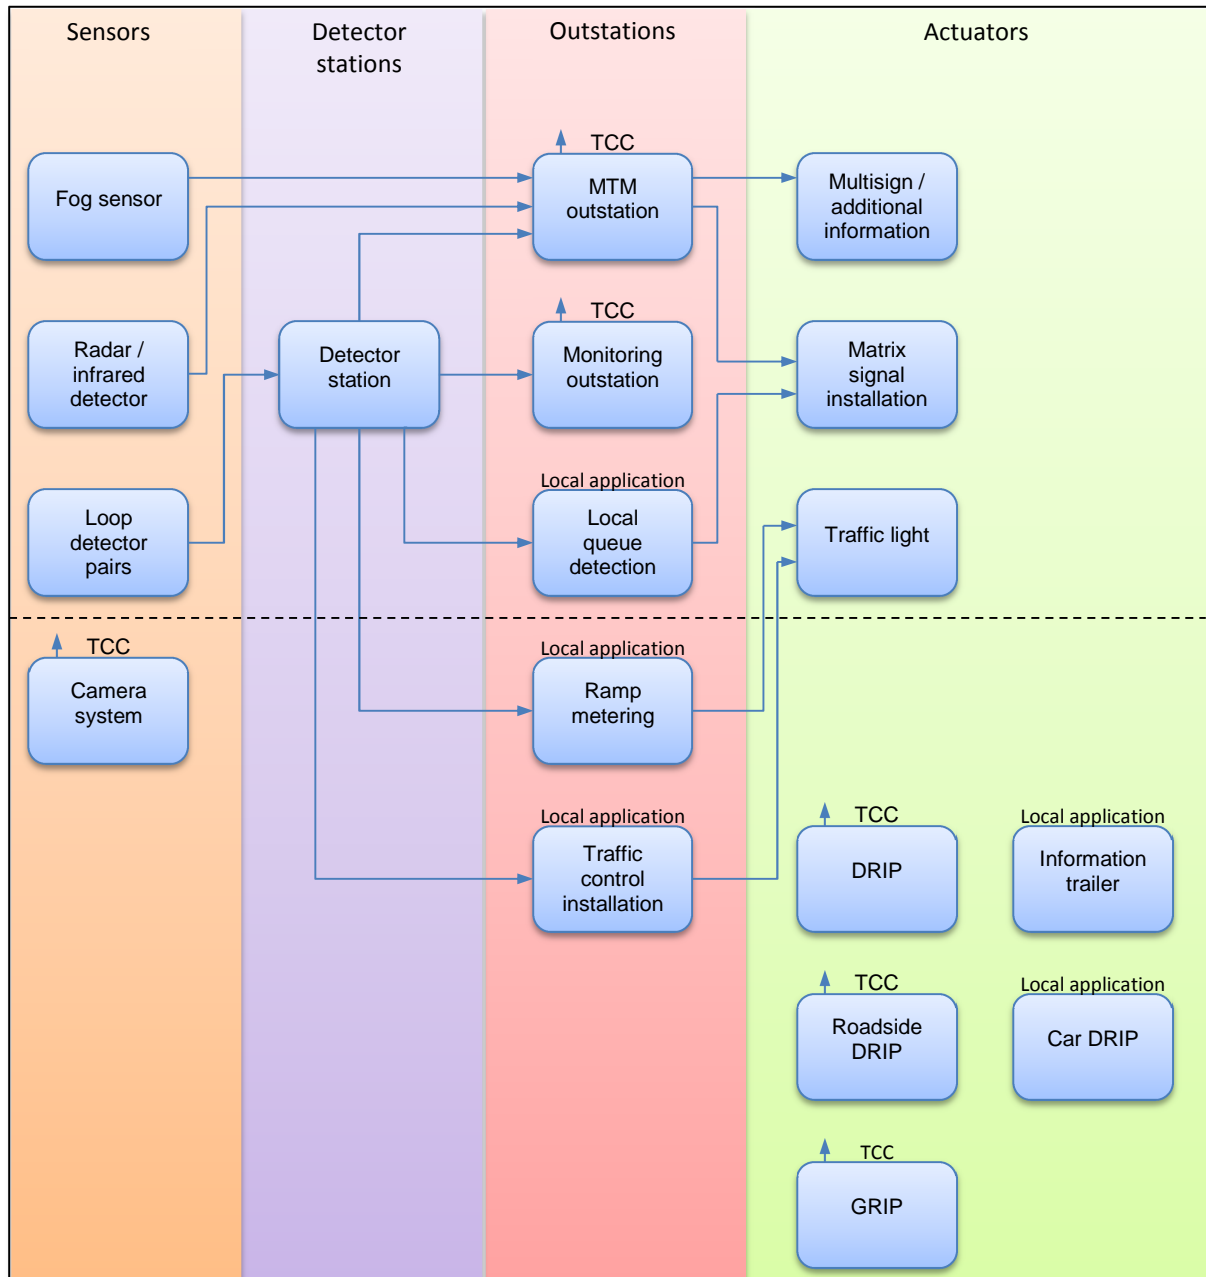 Sensors
Detector
stations
Outstations
Actuators
TCC
Fog sensor
MTM
outstation
Multisign /
additional
information
TCC
Radar /
infrared
detector
Detector
station
Monitoring
outstation
Matrix
signal
installation
Local application
Loop
detector
pairs
Local
queue
detection
Traffic light
TCC
Camera
system
Local application
Ramp
metering
Local application
Traffic
control
installation
TCC
DRIP
Local application
Information
trailer
TCC
Roadside
DRIP
Local application
Car DRIP
TCC
GRIP